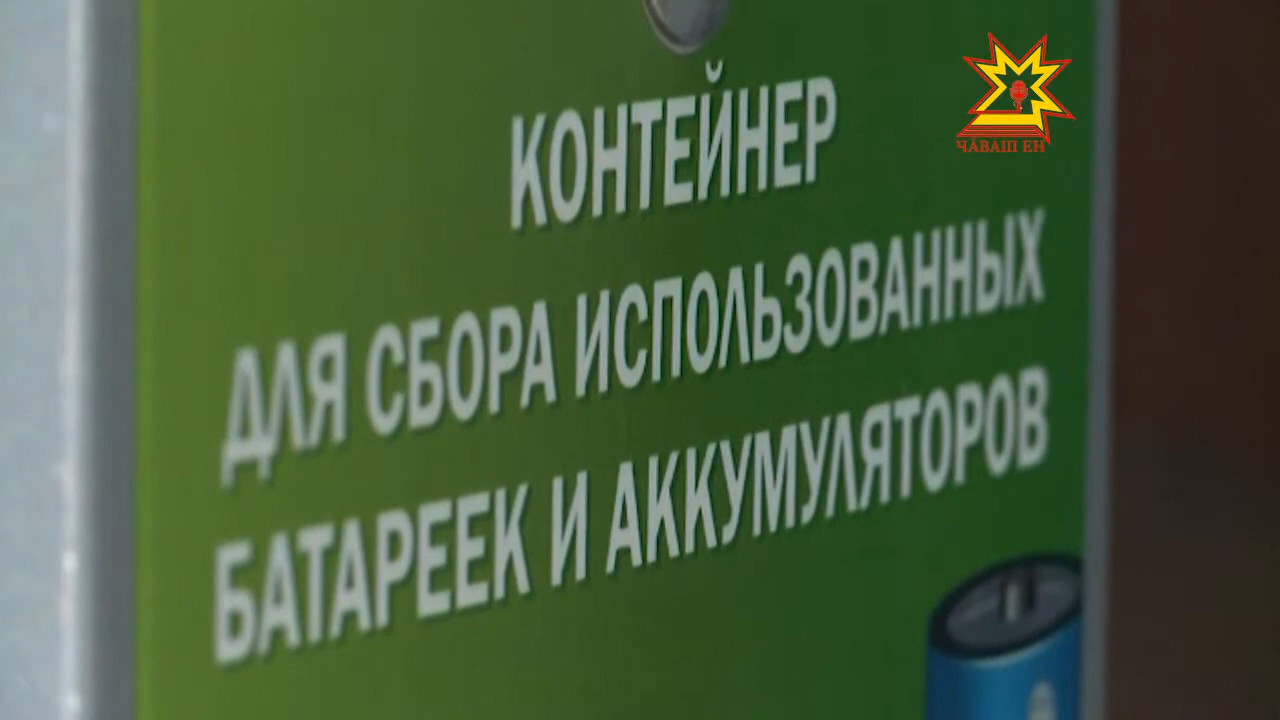 КОНТЕЙНЕР
ДЛЯ СБОРА ИСПОЛЬЗОВАННЫХ
БАТАРЕЕК И АККУМУЛЯТОРОВ
ЧӐВАШ ЕН